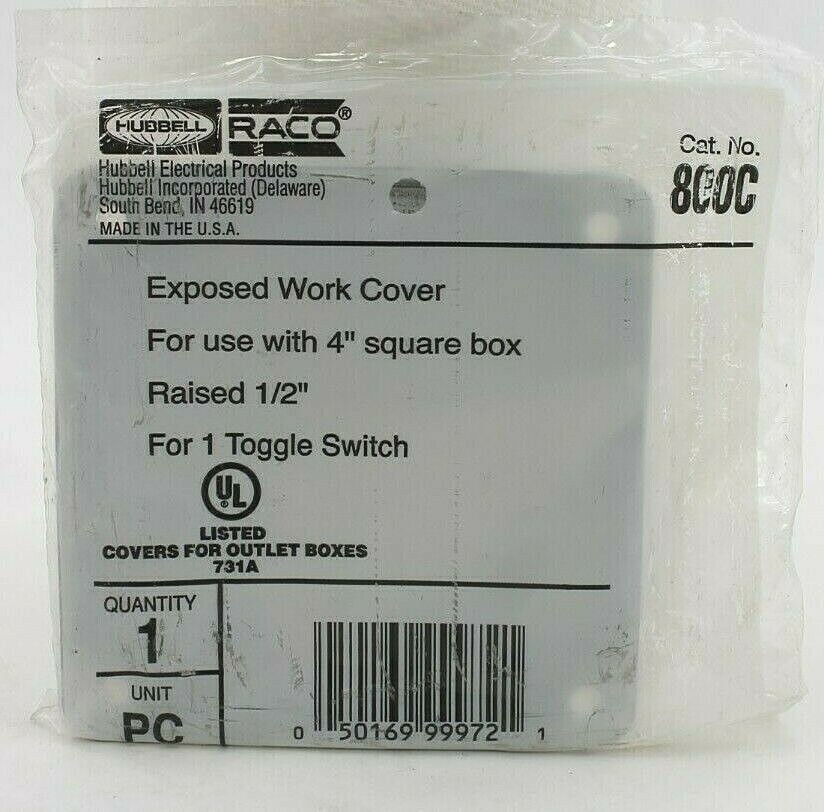 HUBBELL RACO®
Hubbell Electrical Products
Hubbell Incorporated (Delaware)
South Bend, IN 46619
MADE IN THE U.S.A.
Cat. No.
800C
Exposed Work Cover
For use with 4" square box
Raised 1/2"
For 1 Toggle Switch
UL®
LISTED
COVERS FOR OUTLET BOXES
731A
QUANTITY
1
UNIT
PC
0 50169 99972 1